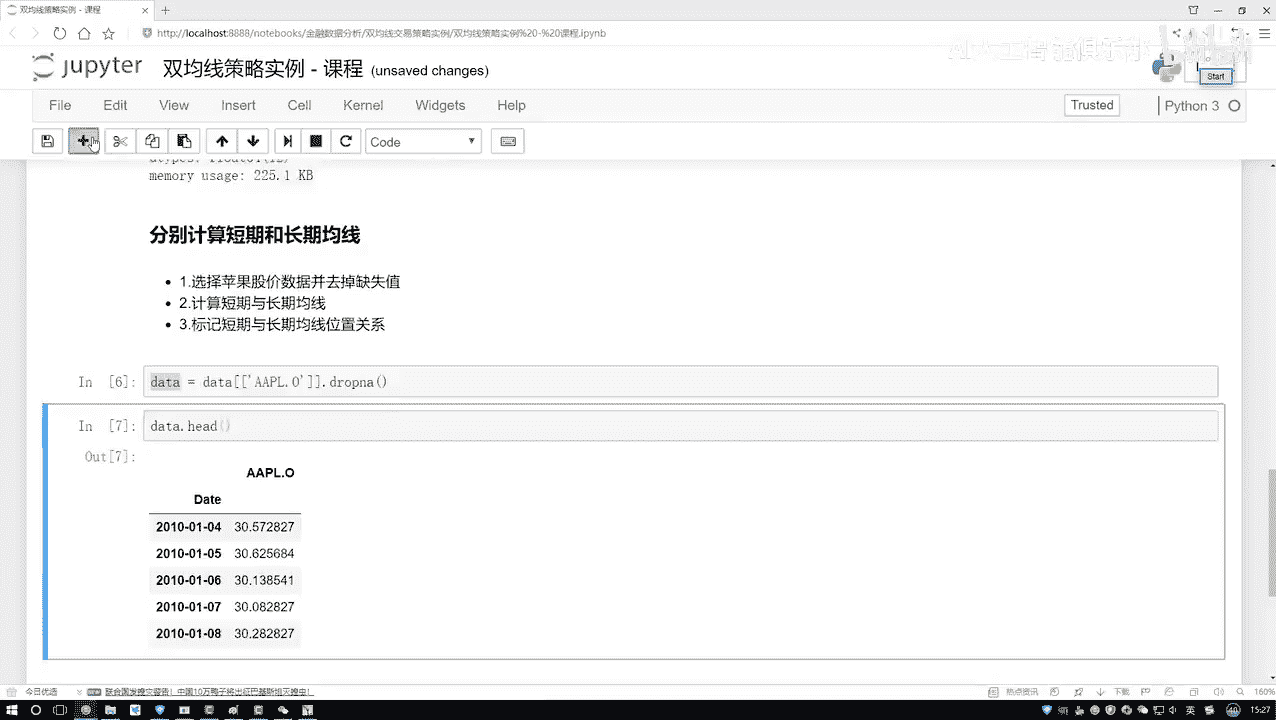 双均线策略实例 - 课程
http://localhost:8888/notebooks/金融数据分析/双均线交易策略实例/双均线策略实例%20-%20课程.ipynb
jupyter 双均线策略实例 - 课程 (unsaved changes)
Start
File Edit View Insert Cell Kernel Widgets Help Trusted Python 3
Code
memory usage: 225.1 KB
分别计算短期和长期均线
1.选择苹果股价数据并去掉缺失值
2.计算短期与长期均线
3.标记短期与长期均线位置关系
In [6]: data = data[['AAPL.O']].dropna()
In [7]: data.head()
Out[7]:
AAPL.O
Date
2010-01-04 30.572827
2010-01-05 30.625684
2010-01-06 30.138541
2010-01-07 30.082827
2010-01-08 30.282827
今日优选 热点资讯 下载 160%
英 15:27